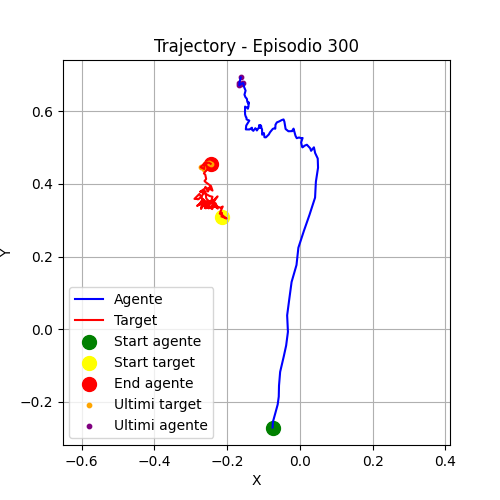 Trajectory - Episodio 300
0.6
0.4
0.2
0.0
−0.2
Y
Agente
Target
Start agente
Start target
End agente
Ultimi target
Ultimi agente
−0.6 −0.4 −0.2 0.0 0.2 0.4
X